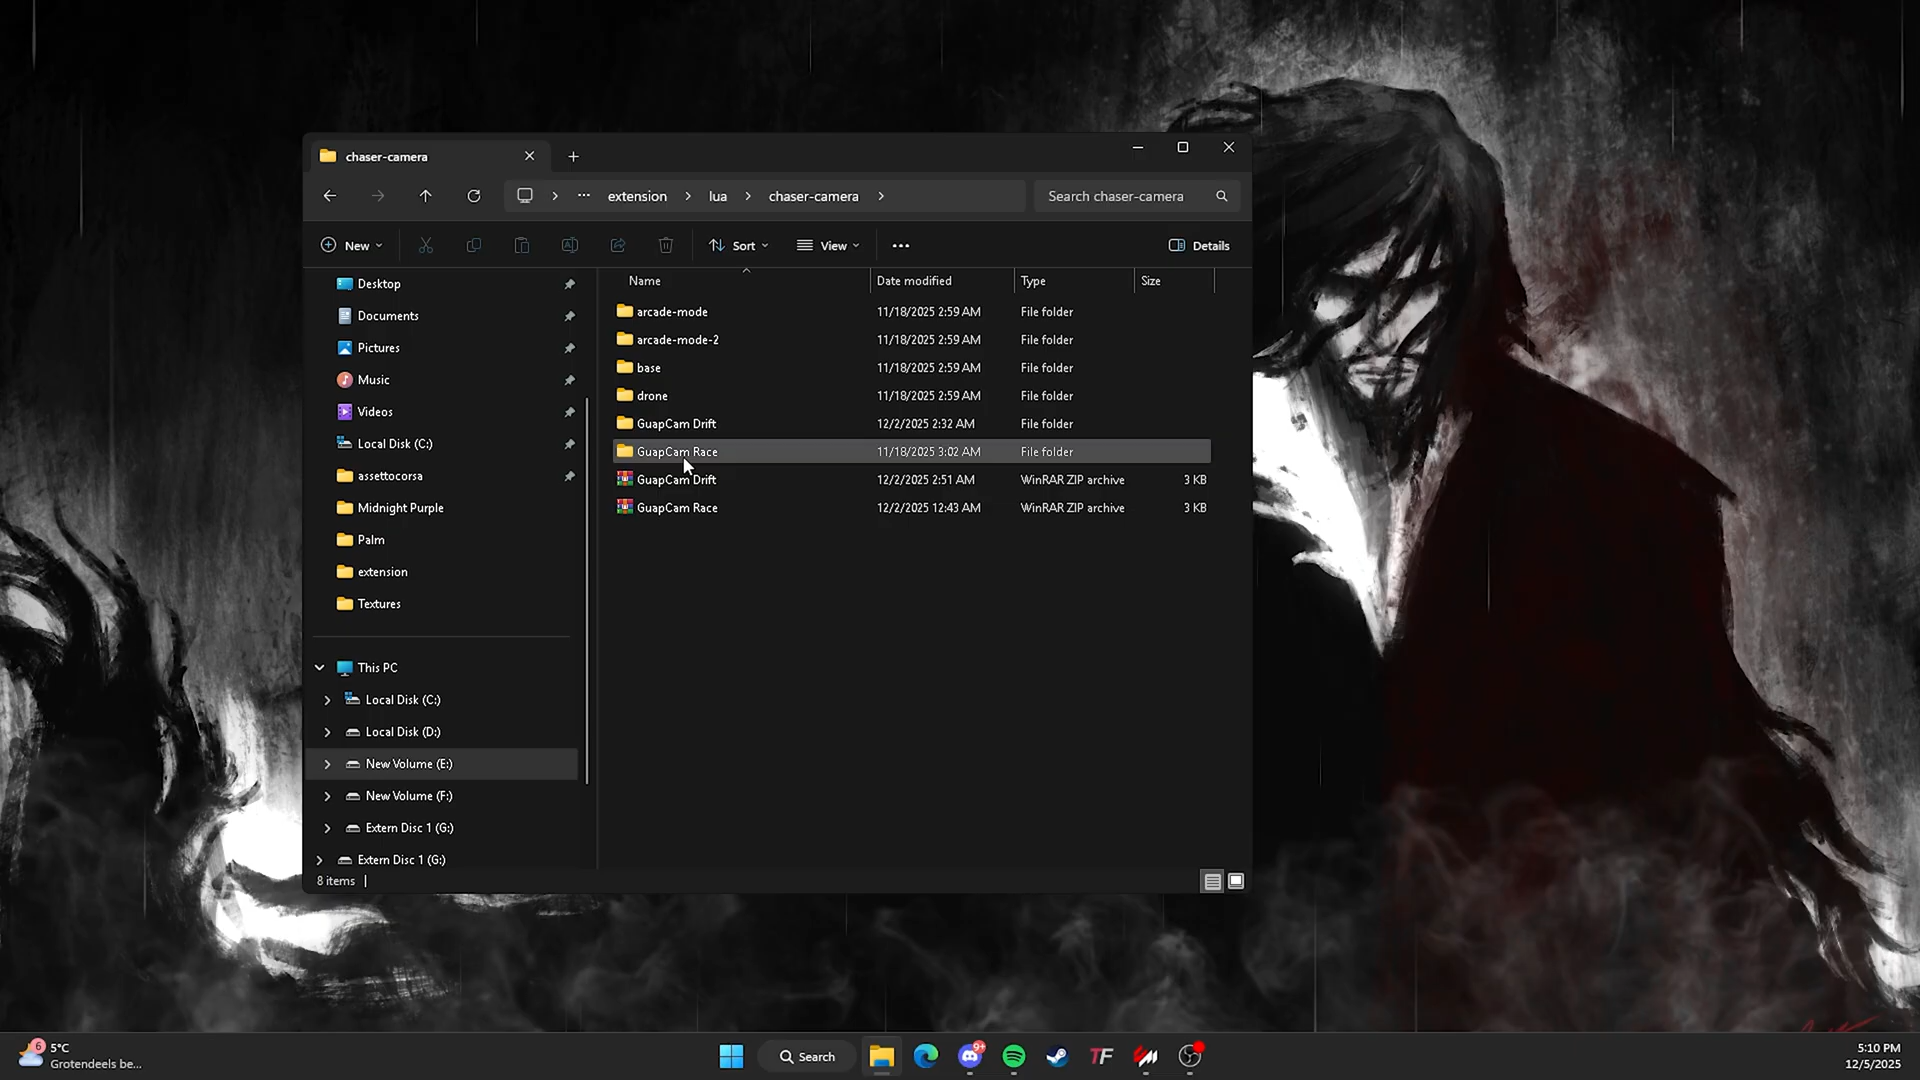 chaser-camera
extension
lua
chaser-camera
Search chaser-camera
New
Sort
View
Details
Name
Date modified
Type
Size
Desktop
Documents
Pictures
Music
Videos
Local Disk (C:)
assettocorsa
Midnight Purple
Palm
extension
Textures
This PC
Local Disk (C:)
Local Disk (D:)
New Volume (E:)
New Volume (F:)
Extern Disc 1 (G:)
Extern Disc 1 (G:)
arcade-mode 11/18/2025 2:59 AM File folder
arcade-mode-2 11/18/2025 2:59 AM File folder
base 11/18/2025 2:59 AM File folder
drone 11/18/2025 2:59 AM File folder
GuapCam Drift 12/2/2025 2:32 AM File folder
GuapCam Race 11/18/2025 3:02 AM File folder
GuapCam Drift 12/2/2025 2:51 AM WinRAR ZIP archive 3 KB
GuapCam Race 12/2/2025 12:43 AM WinRAR ZIP archive 3 KB
8 items
6
5°C
Grotendeels be...
Search
9+
TF
5:10 PM
12/5/2025